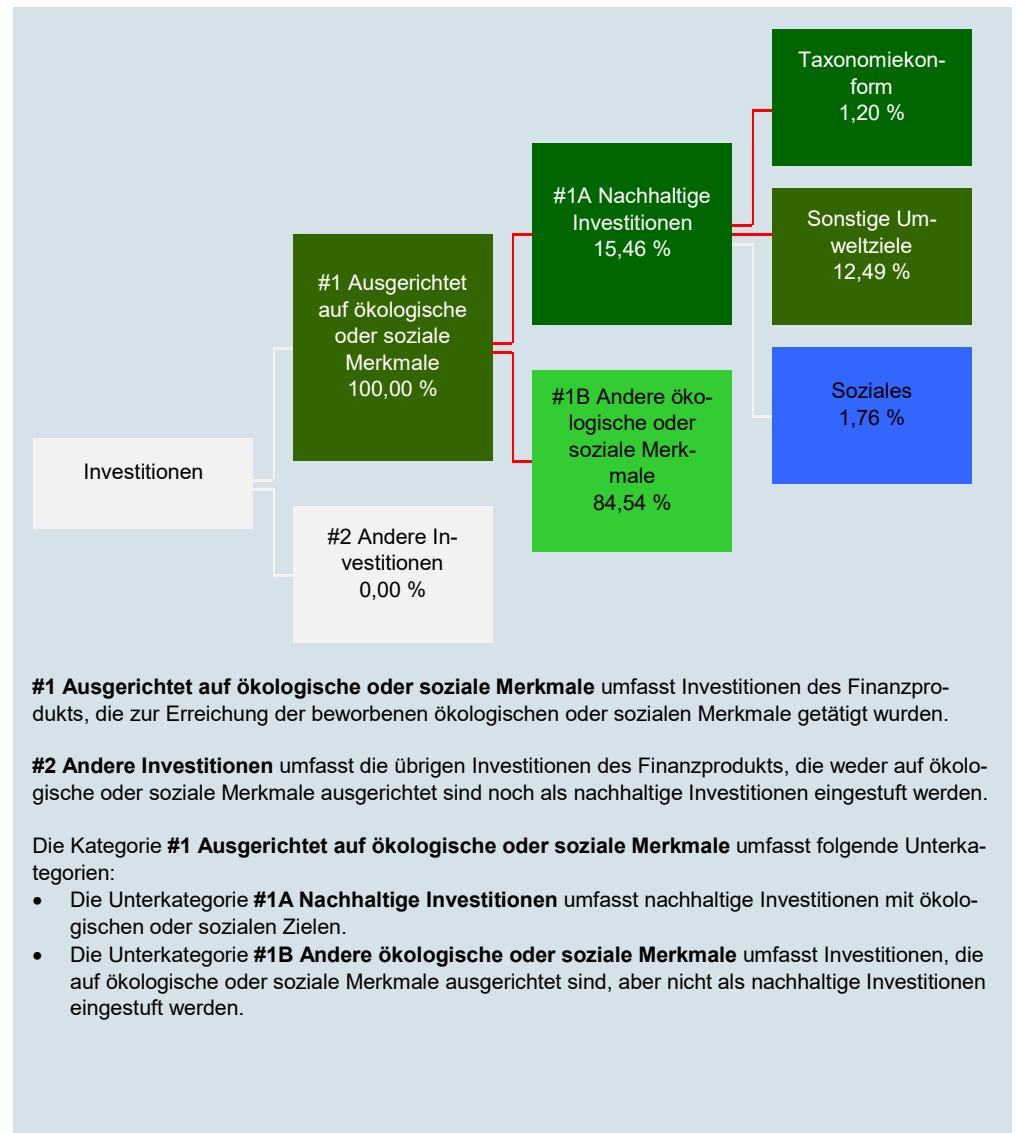 Taxonomiekon-
form
1,20 %
#1A Nachhaltige
Investitionen
15,46 %
Sonstige Um-
weltziele
12,49 %
#1 Ausgerichtet
auf ökologische
oder soziale
Merkmale
100,00 %
Soziales
1,76 %
#1B Andere öko-
logische oder
soziale Merk-
male
84,54 %
Investitionen
#2 Andere In-
vestitionen
0,00 %
#1 Ausgerichtet auf ökologische oder soziale Merkmale umfasst Investitionen des Finanzpro-
dukts, die zur Erreichung der beworbenen ökologischen oder sozialen Merkmale getätigt wurden.
#2 Andere Investitionen umfasst die übrigen Investitionen des Finanzprodukts, die weder auf ökolo-
gische oder soziale Merkmale ausgerichtet sind noch als nachhaltige Investitionen eingestuft werden.
Die Kategorie #1 Ausgerichtet auf ökologische oder soziale Merkmale umfasst folgende Unterka-
tegorien:
• Die Unterkategorie #1A Nachhaltige Investitionen umfasst nachhaltige Investitionen mit ökolo-
gischen oder sozialen Zielen.
• Die Unterkategorie #1B Andere ökologische oder soziale Merkmale umfasst Investitionen, die
auf ökologische oder soziale Merkmale ausgerichtet sind, aber nicht als nachhaltige Investitionen
eingestuft werden.